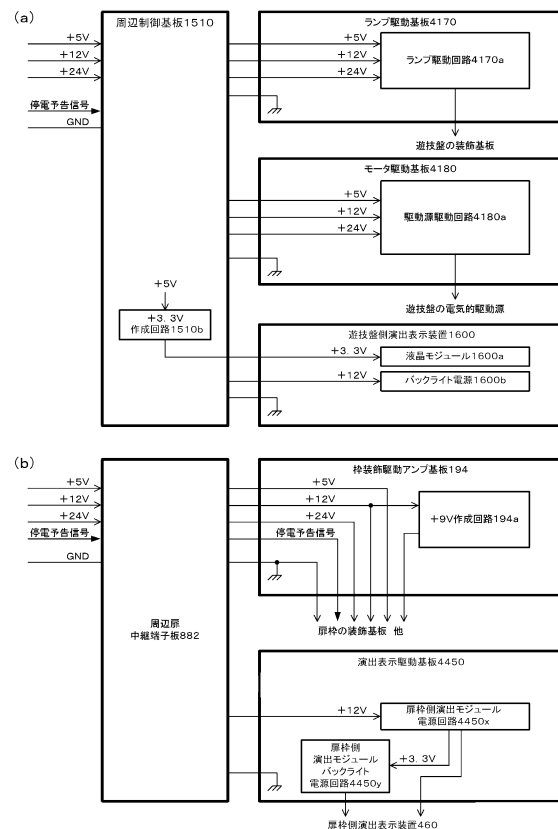 (a)
周辺制御基板1510
+5V
+12V
+24V
停電予告信号
GND
ランプ駆動基板4170
+5V
+12V
+24V
ランプ駆動回路4170a
遊技盤の装飾基板
モータ駆動基板4180
+5V
+12V
+24V
駆動源駆動回路4180a
遊技盤の電気的駆動源
+5V
+3. 3V
作成回路1510b
遊技盤側演出表示装置1600
+3. 3V
液晶モジュール1600a
+12V
バックライト電源1600b
(b)
+5V
+12V
+24V
停電予告信号
GND
周辺扉
中継端子板882
枠装飾駆動アンプ基板194
+5V
+12V
+24V
停電予告信号
+9V作成回路194a
扉枠の装飾基板 他
演出表示駆動基板4450
+12V
扉枠側演出モジュール
電源回路4450x
+3. 3V
扉枠側
演出モジュール
バックライト
電源回路4450y
扉枠側演出表示装置460